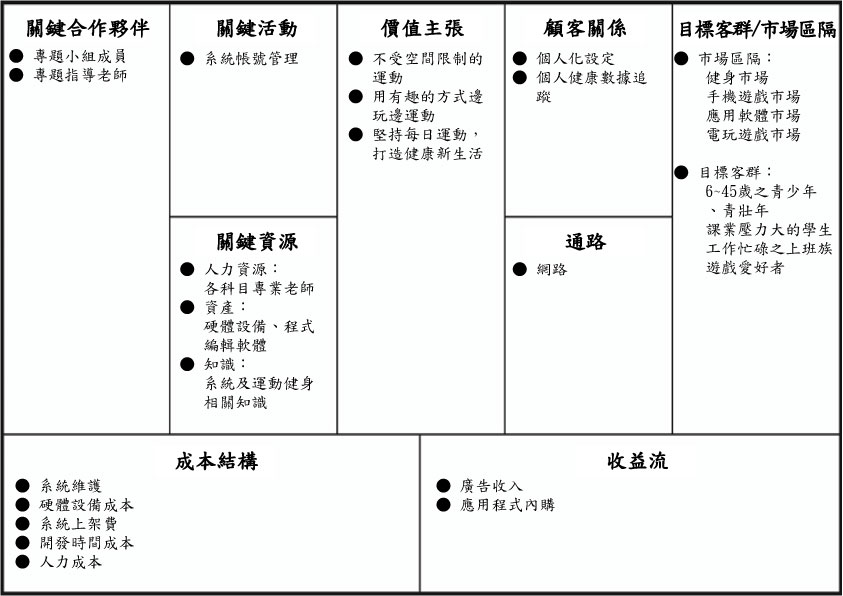 關鍵合作夥伴
● 專題小組成員
● 專題指導老師
關鍵活動
● 系統帳號管理
關鍵資源
● 人力資源：
各科目專業老師
● 資產：
硬體設備、程式
編輯軟體
● 知識：
系統及運動健身
相關知識
價值主張
● 不受空間限制的
運動
● 用有趣的方式邊
玩邊運動
● 堅持每日運動，
打造健康新生活
顧客關係
● 個人化設定
● 個人健康數據追
蹤
通路
● 網路
目標客群/市場區隔
● 市場區隔：
健身市場
手機遊戲市場
應用軟體市場
電玩遊戲市場
● 目標客群：
6~45歲之青少年
、青壯年
課業壓力大的學生
工作忙碌之上班族
遊戲愛好者
成本結構
● 系統維護
● 硬體設備成本
● 系統上架費
● 開發時間成本
● 人力成本
收益流
● 廣告收入
● 應用程式內購